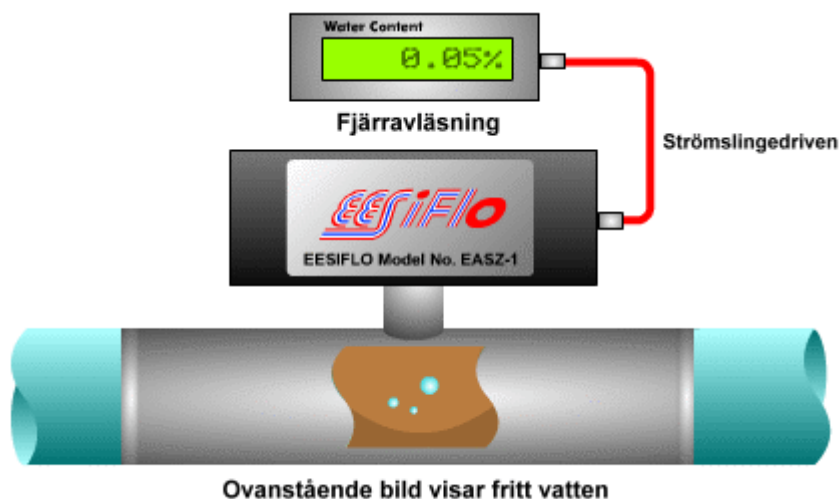 Water Content
0.05%
Fjärravläsning
Strömslingedriven
EESiFlo
EESIFLO Model No. EASZ-1
Ovanstående bild visar fritt vatten